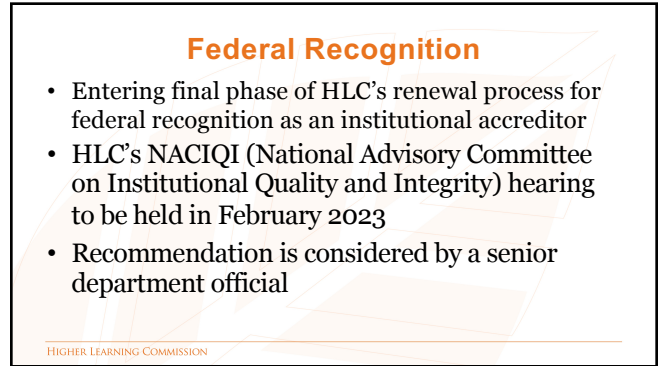 Federal Recognition
• Entering final phase of HLC's renewal process for
federal recognition as an institutional accreditor
• HLC's NACIQI (National Advisory Committee
on Institutional Quality and Integrity) hearing
to be held in February 2023
• Recommendation is considered by a senior
department official
HIGHER LEARNING COMMISSION